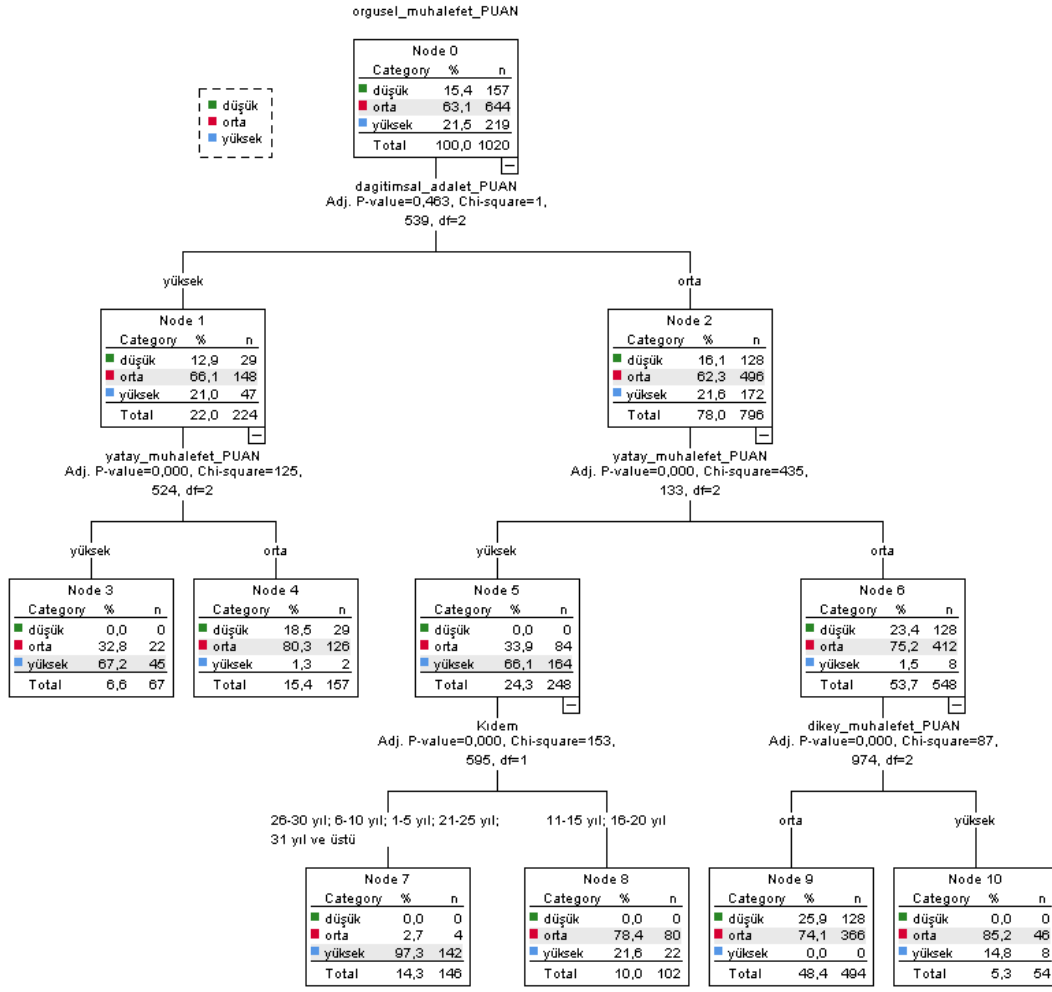 orgusel_muhalefet_PUAN
düşük
orta
yüksek
Node 0
Category % n
düşük 15,4 157
orta 63,1 644
yüksek 21,5 219
Total 100,0 1020
dagitimsal_adalet_PUAN
Adj. P-value=0,463, Chi-square=1,
539, df=2
yüksek
orta
Node 1
Category % n
düşük 12,9 29
orta 66,1 148
yüksek 21,0 47
Total 22,0 224
Node 2
Category % n
düşük 16,1 128
orta 62,3 496
yüksek 21,6 172
Total 78,0 796
yatay_muhalefet_PUAN
Adj. P-value=0,000, Chi-square=125,
524, df=2
yatay_muhalefet_PUAN
Adj. P-value=0,000, Chi-square=435,
133, df=2
yüksek
orta
yüksek
orta
Node 3
Category % n
düşük 0,0 0
orta 32,8 22
yüksek 67,2 45
Total 6,6 67
Node 4
Category % n
düşük 18,5 29
orta 80,3 126
yüksek 1,3 2
Total 15,4 157
Node 5
Category % n
düşük 0,0 0
orta 33,9 84
yüksek 66,1 164
Total 24,3 248
Node 6
Category % n
düşük 23,4 128
orta 75,2 412
yüksek 1,5 8
Total 53,7 548
Kıdem
Adj. P-value=0,000, Chi-square=153,
595, df=1
dikey_muhalefet_PUAN
Adj. P-value=0,000, Chi-square=87,
974, df=2
26-30 yıl; 6-10 yıl; 1-5 yıl; 21-25 yıl;
31 yıl ve üstü
11-15 yıl; 16-20 yıl
orta
yüksek
Node 7
Category % n
düşük 0,0 0
orta 2,7 4
yüksek 97,3 142
Total 14,3 146
Node 8
Category % n
düşük 0,0 0
orta 78,4 80
yüksek 21,6 22
Total 10,0 102
Node 9
Category % n
düşük 25,9 128
orta 74,1 366
yüksek 0,0 0
Total 48,4 494
Node 10
Category % n
düşük 0,0 0
orta 85,2 46
yüksek 14,8 8
Total 5,3 54